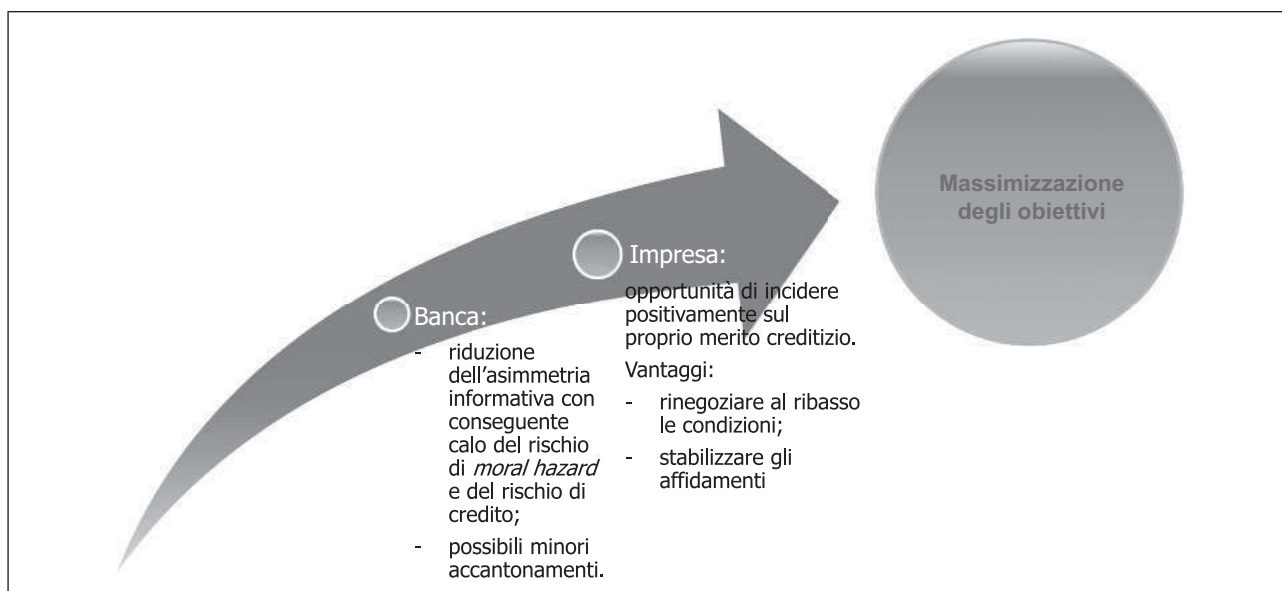 Banca:
- riduzione
dell'asimmetria
informativa con
conseguente
calo del rischio
di moral hazard
e del rischio di
credito;
- possibili minori
accantonamenti.
Impresa:
opportunità di incidere
positivamente sul
proprio merito creditizio.
Vantaggi:
- rinegoziare al ribasso
le condizioni;
- stabilizzare gli
affidamenti
Massimizzazione
degli obiettivi